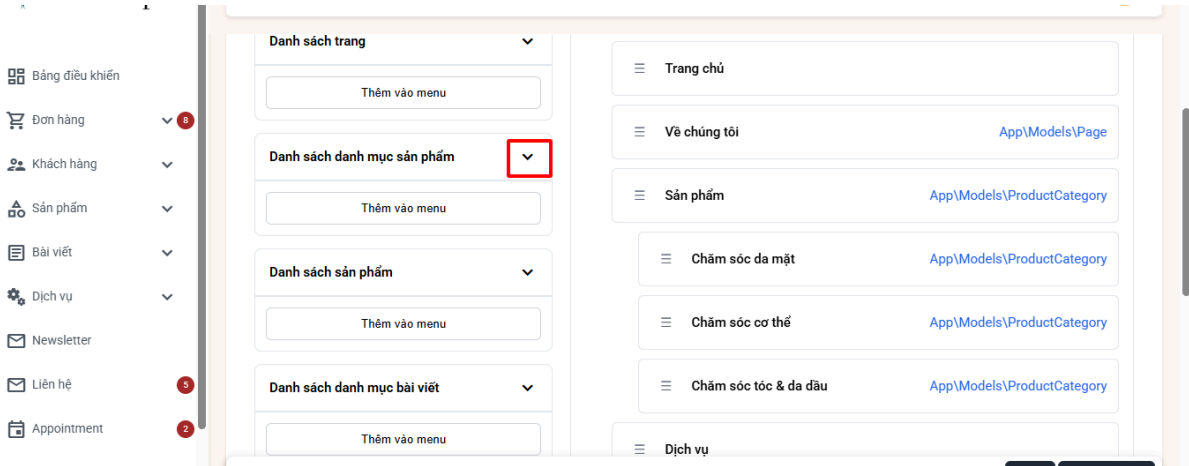 Bảng điều khiển
Đơn hàng
8
Khách hàng
Sản phẩm
Bài viết
Dịch vụ
Newsletter
Liên hệ
5
Appointment
2
Danh sách trang
Thêm vào menu
Danh sách danh mục sản phẩm
Thêm vào menu
Danh sách sản phẩm
Thêm vào menu
Danh sách danh mục bài viết
Thêm vào menu
Trang chủ
Về chúng tôi App\Models\Page
Sản phẩm App\Models\ProductCategory
Chăm sóc da mặt App\Models\ProductCategory
Chăm sóc cơ thể App\Models\ProductCategory
Chăm sóc tóc & da dầu App\Models\ProductCategory
Dịch vụ